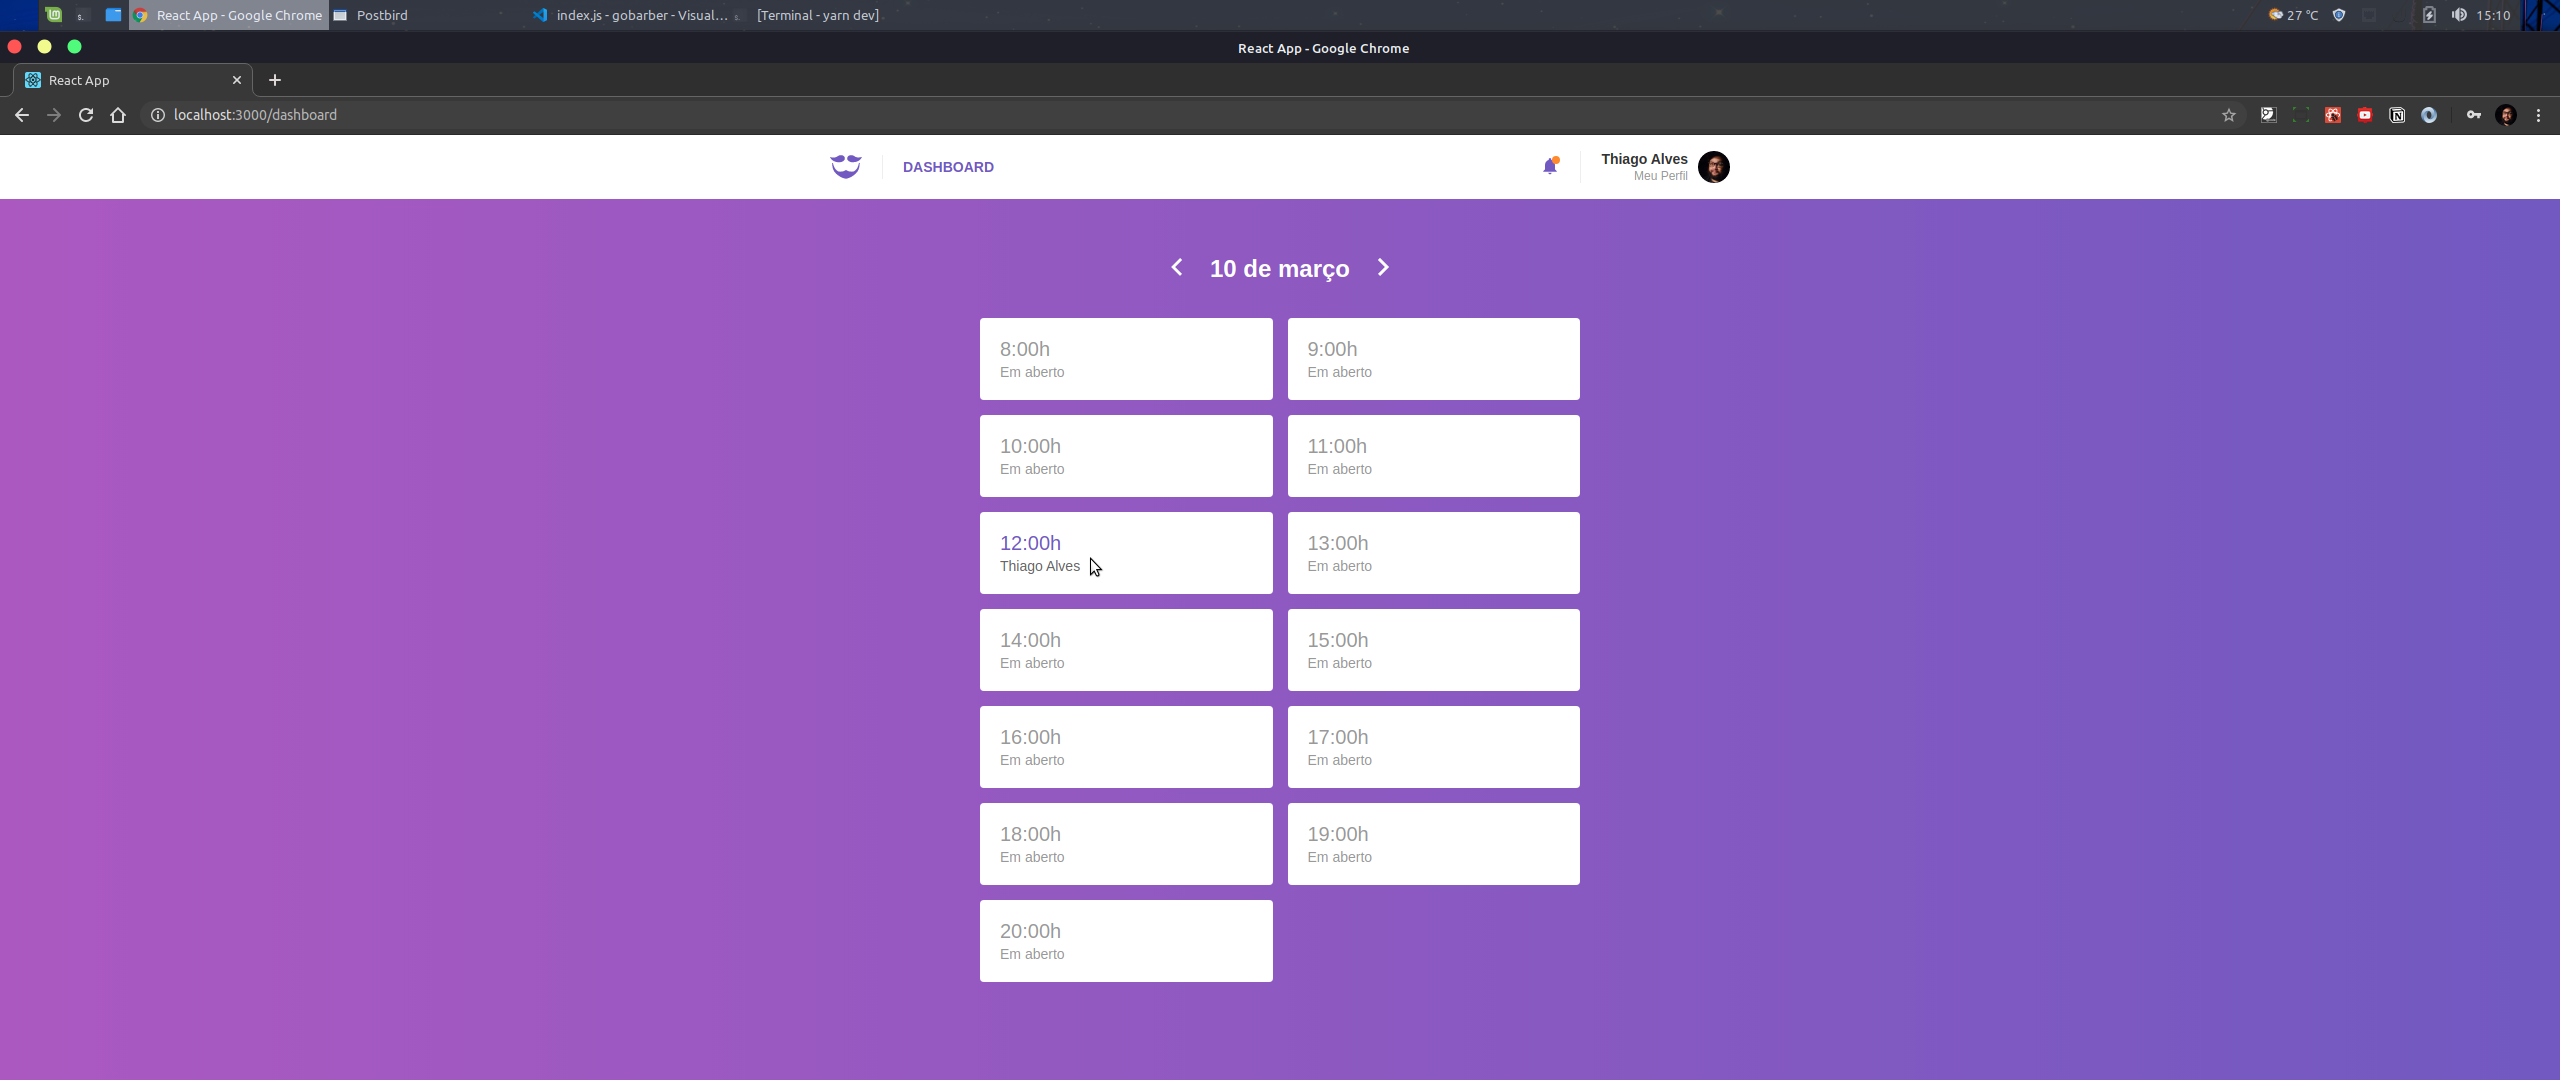 React App - Google Chrome
Postbird
index.js - gobarber - Visual...
[Terminal - yarn dev]
27 °C
15:10
React App - Google Chrome
React App
localhost:3000/dashboard
DASHBOARD
Thiago Alves
Meu Perfil
10 de março
8:00h
Em aberto
9:00h
Em aberto
10:00h
Em aberto
11:00h
Em aberto
12:00h
Thiago Alves
13:00h
Em aberto
14:00h
Em aberto
15:00h
Em aberto
16:00h
Em aberto
17:00h
Em aberto
18:00h
Em aberto
19:00h
Em aberto
20:00h
Em aberto